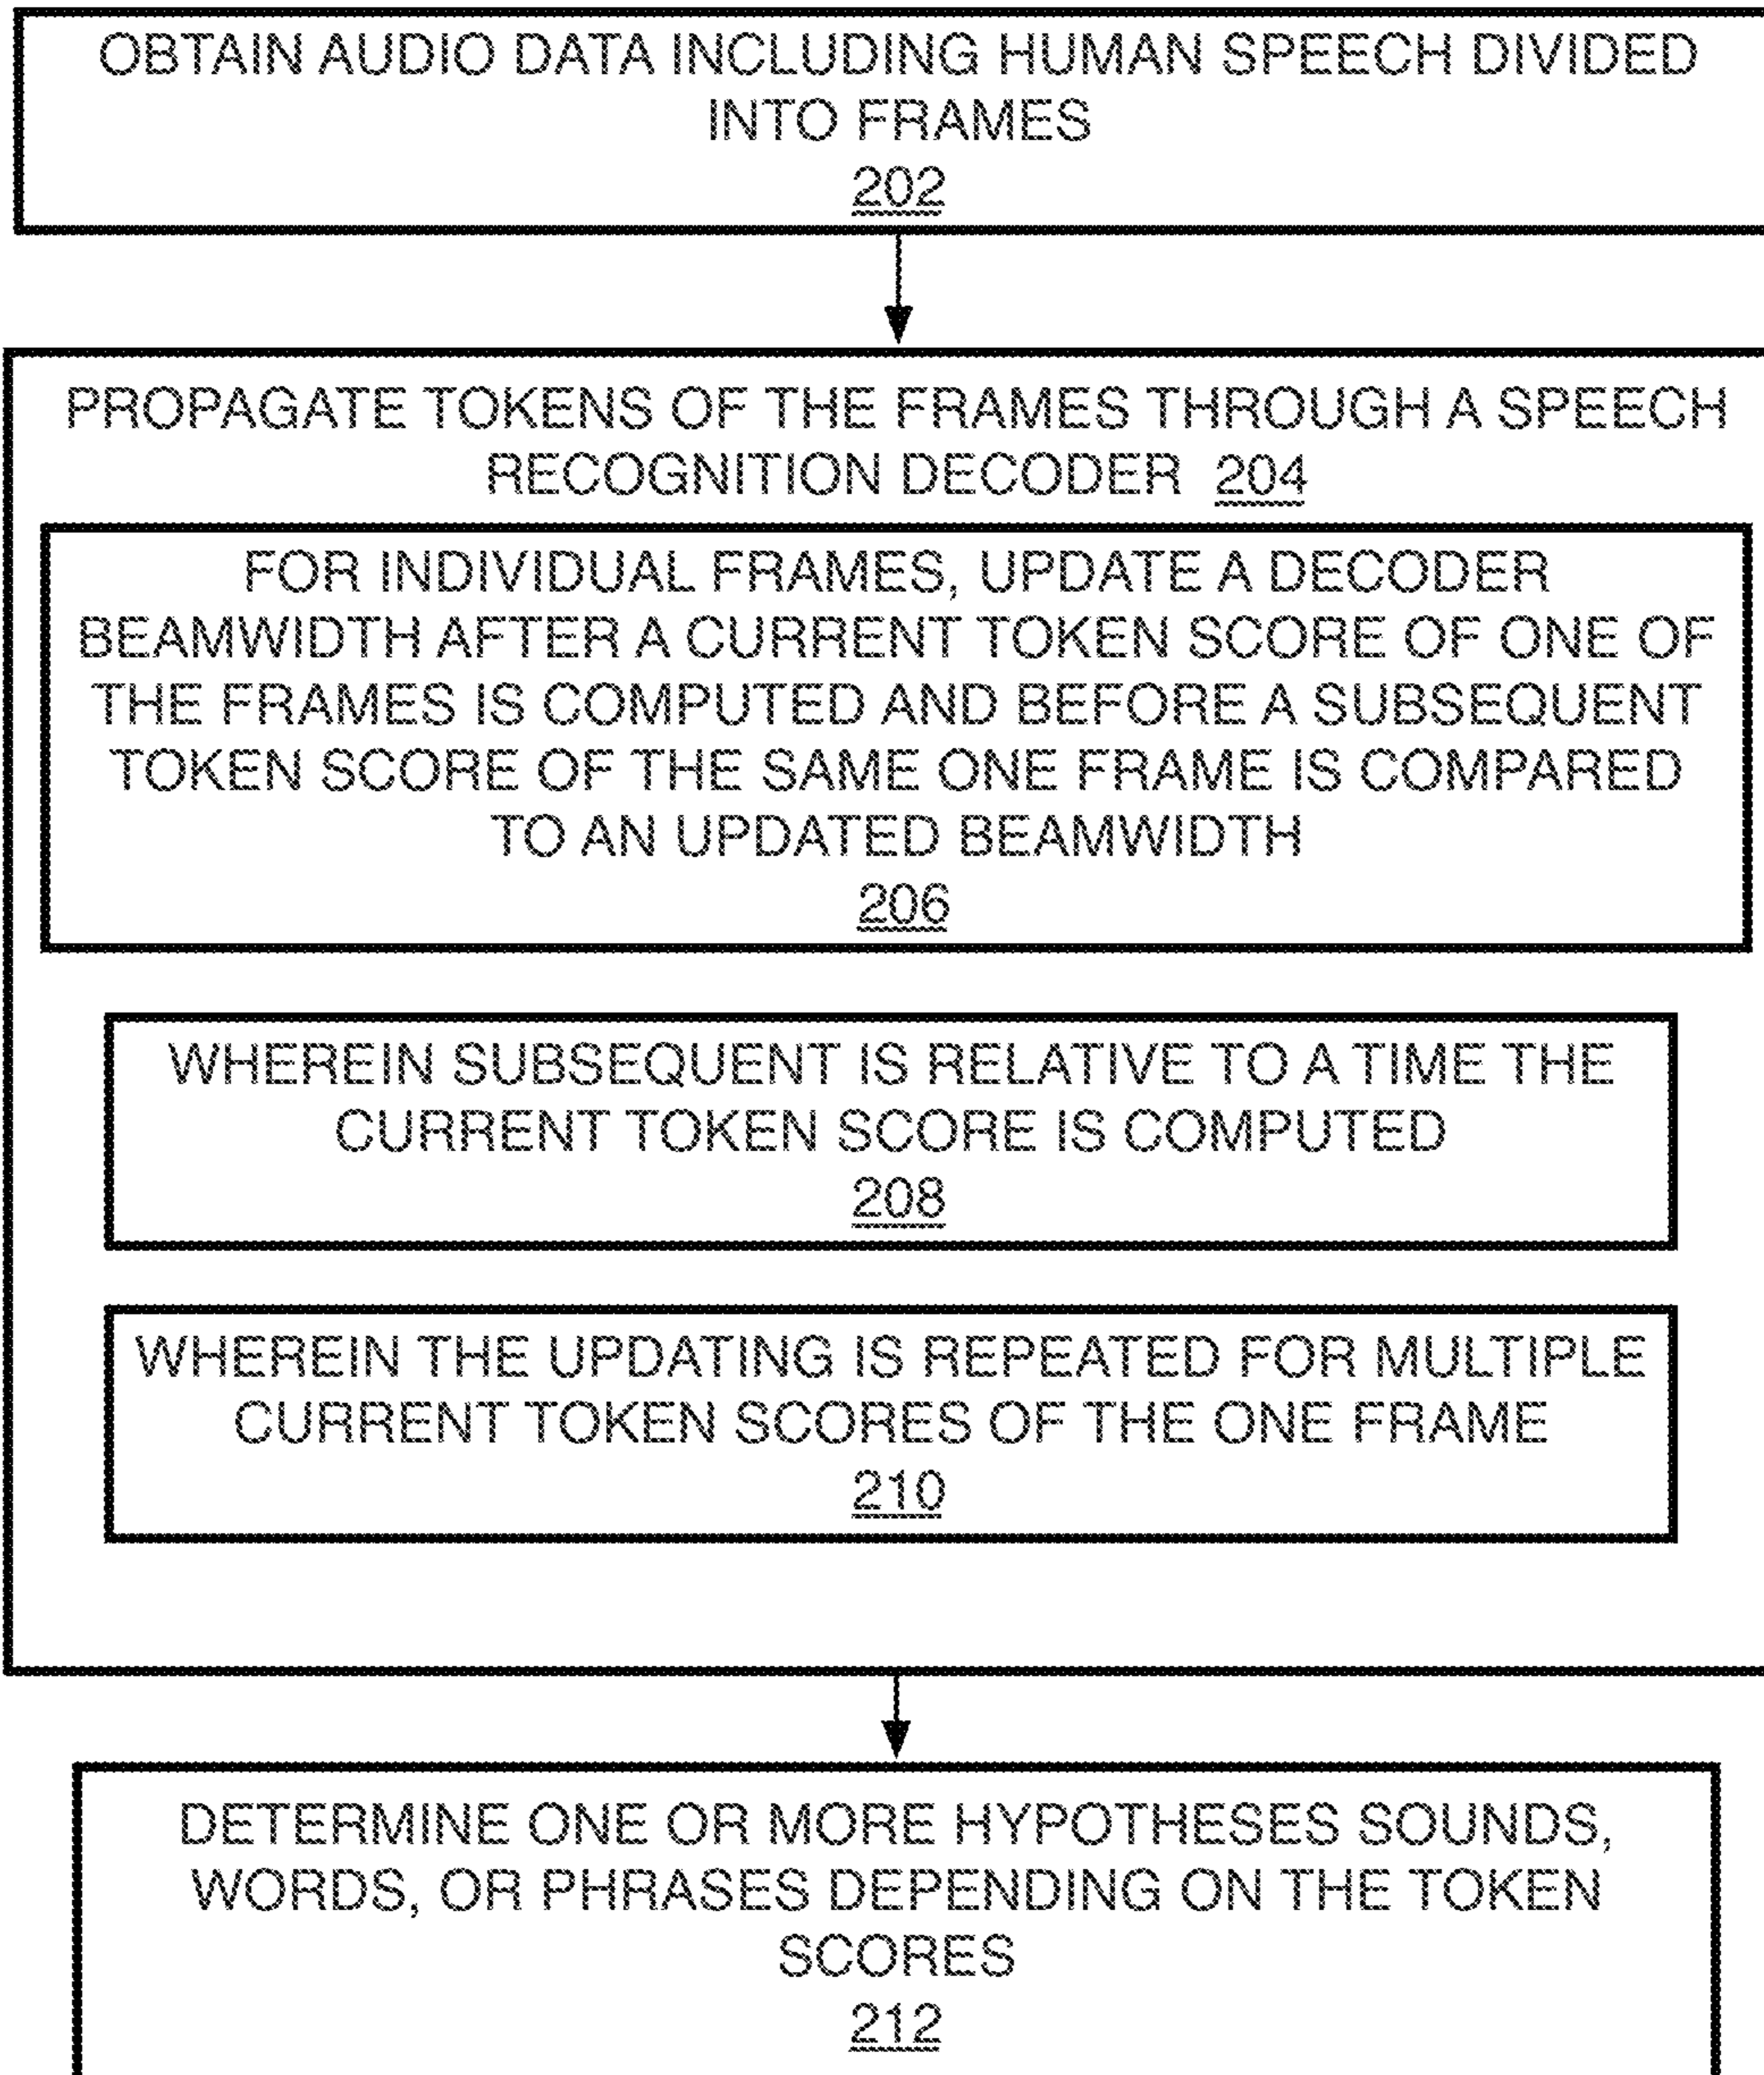 OBTAIN AUDIO DATA INCLUDING HUMAN SPEECH DIVIDED
INTO FRAMES
202
PROPAGATE TOKENS OF THE FRAMES THROUGH A SPEECH
RECOGNITION DECODER 204
FOR INDIVIDUAL FRAMES, UPDATE A DECODER
BEAMWIDTH AFTER A CURRENT TOKEN SCORE OF ONE OF
THE FRAMES IS COMPUTED AND BEFORE A SUBSEQUENT
TOKEN SCORE OF THE SAME ONE FRAME IS COMPARED
TO AN UPDATED BEAMWIDTH
206
WHEREIN SUBSEQUENT IS RELATIVE TO A TIME THE
CURRENT TOKEN SCORE IS COMPUTED
208
WHEREIN THE UPDATING IS REPEATED FOR MULTIPLE
CURRENT TOKEN SCORES OF THE ONE FRAME
210
DETERMINE ONE OR MORE HYPOTHESES SOUNDS,
WORDS, OR PHRASES DEPENDING ON THE TOKEN
SCORES
212